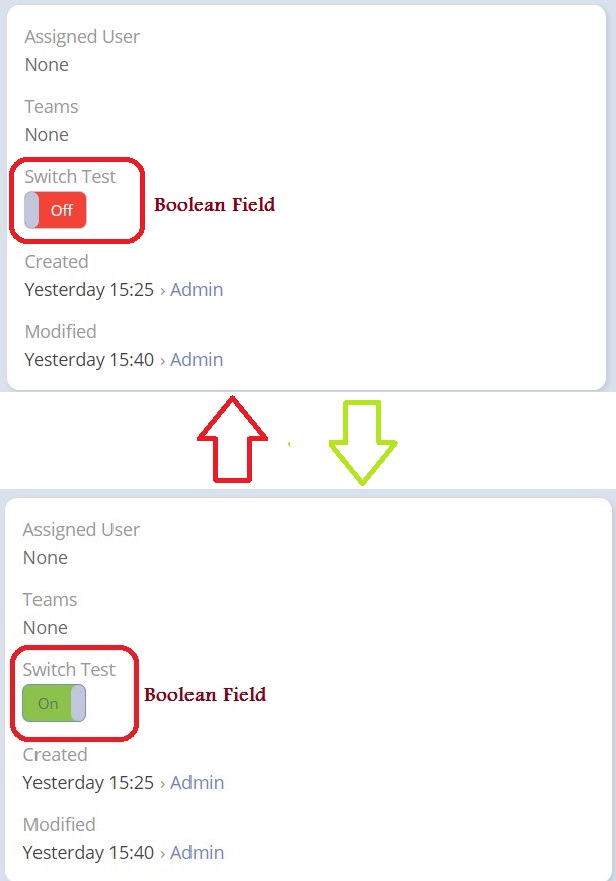 Assigned User
None
Teams
None
Switch Test
Off
Boolean Field
Created
Yesterday 15:25 › Admin
Modified
Yesterday 15:40 › Admin
Assigned User
None
Teams
None
Switch Test
On
Boolean Field
Created
Yesterday 15:25 › Admin
Modified
Yesterday 15:40 › Admin